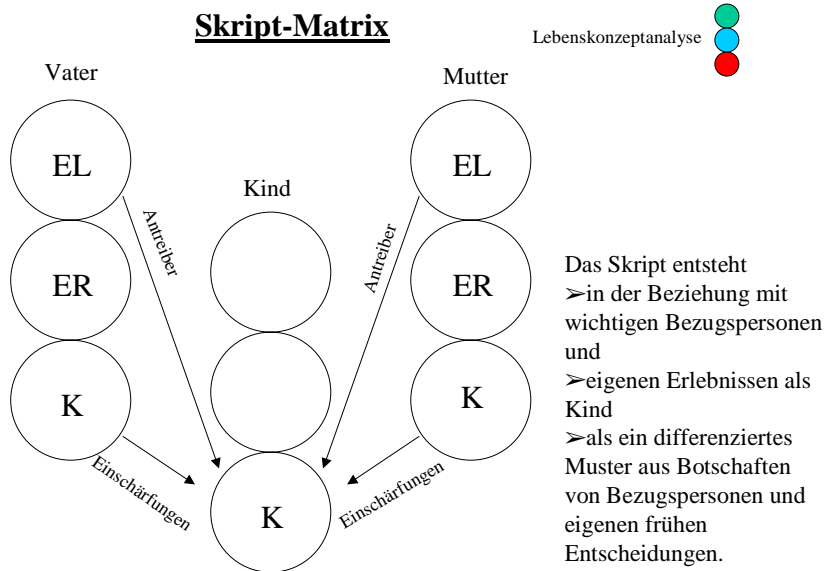 Skript-Matrix
Lebenskonzeptanalyse
Vater
Mutter
Kind
EL
EL
Antreiber
Antreiber
ER
ER
K
K
Einschärfungen
Einschärfungen
K
Das Skript entsteht
➢in der Beziehung mit
wichtigen Bezugspersonen
und
➢eigenen Erlebnissen als
Kind
➢als ein differenziertes
Muster aus Botschaften
von Bezugspersonen und
eigenen frühen
Entscheidungen.